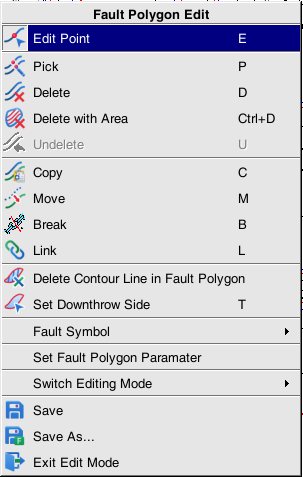 Fault Polygon Edit
Edit Point E
Pick P
Delete D
Delete with Area Ctrl+D
Undelete U
Copy C
Move M
Break B
Link L
Delete Contour Line in Fault Polygon
Set Downthrow Side T
Fault Symbol
Set Fault Polygon Paramater
Switch Editing Mode
Save
Save As...
Exit Edit Mode